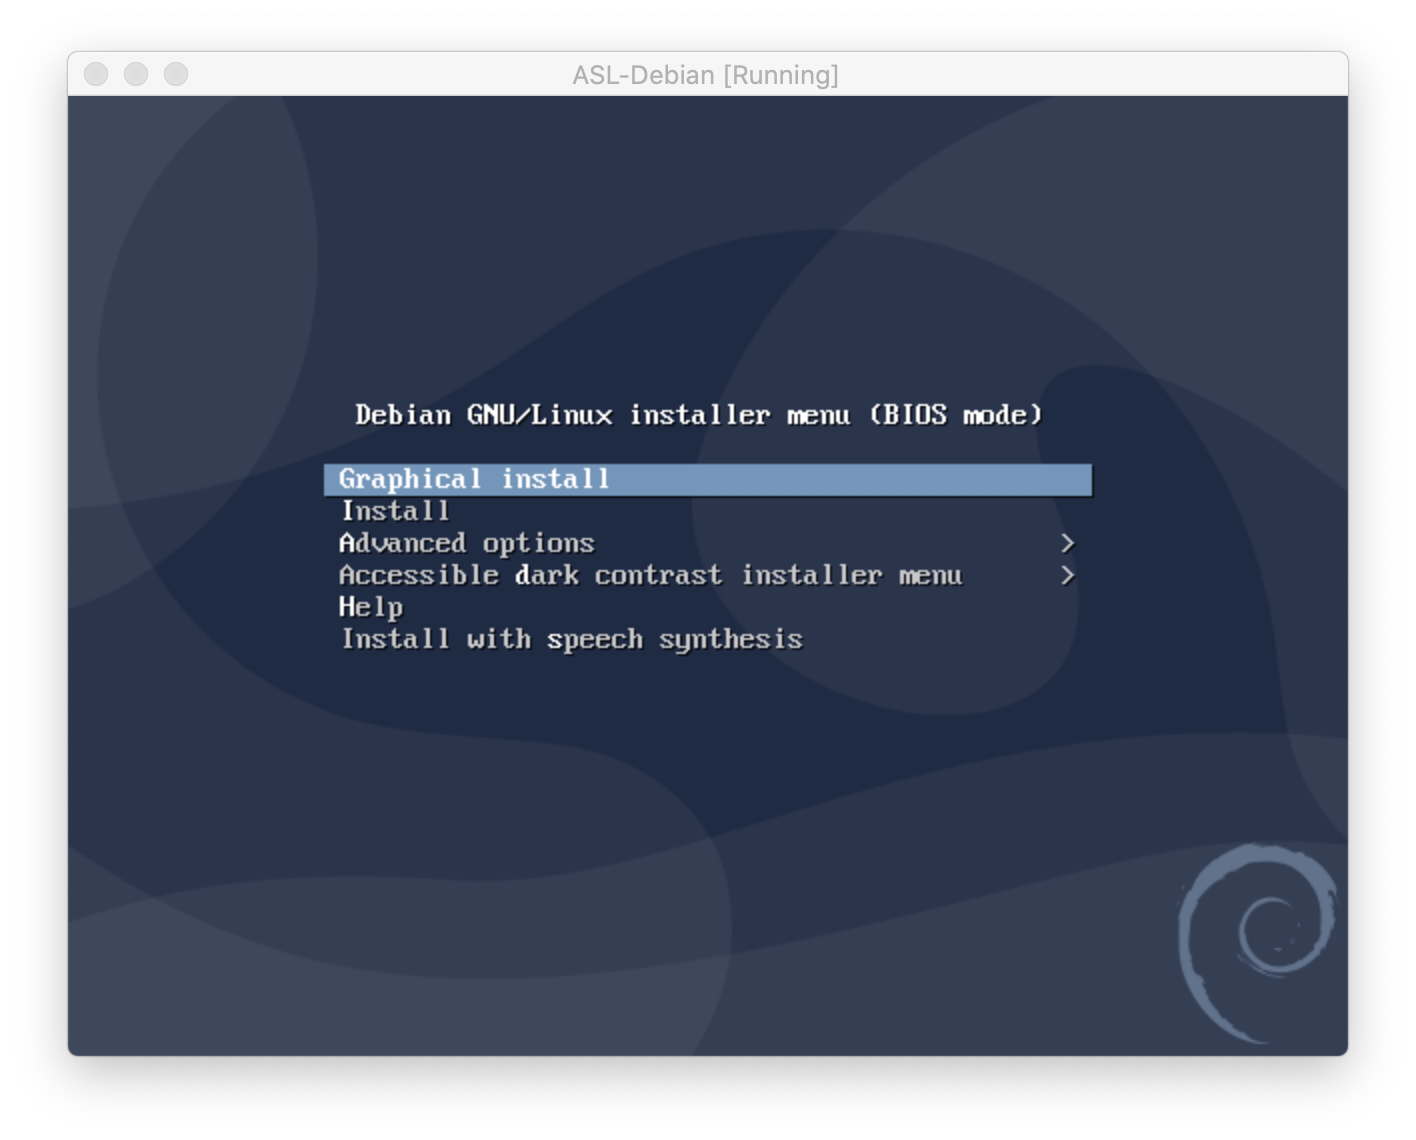 ASL-Debian [Running]
Debian GNU/Linux installer menu (BIOS mode)
Graphical install
Install
Advanced options >
Accessible dark contrast installer menu >
Help
Install with speech synthesis